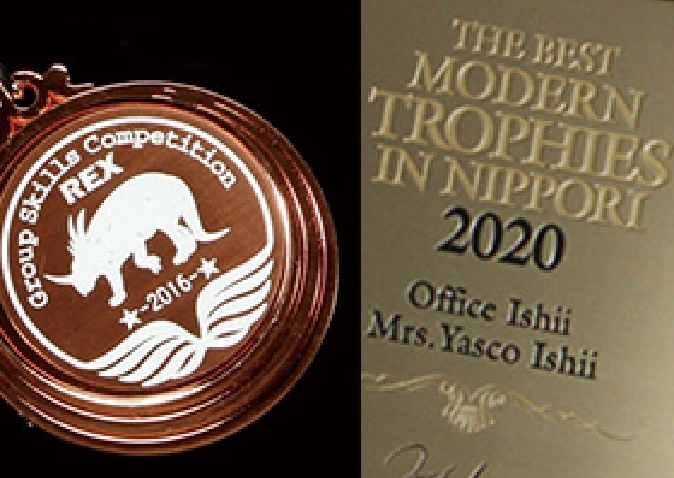 Group Skills Competition
REX
-2016-
THE BEST
MODERN
TROPHIES
IN NIPPORI
2020
Office Ishii
Mrs. Yasco Ishii